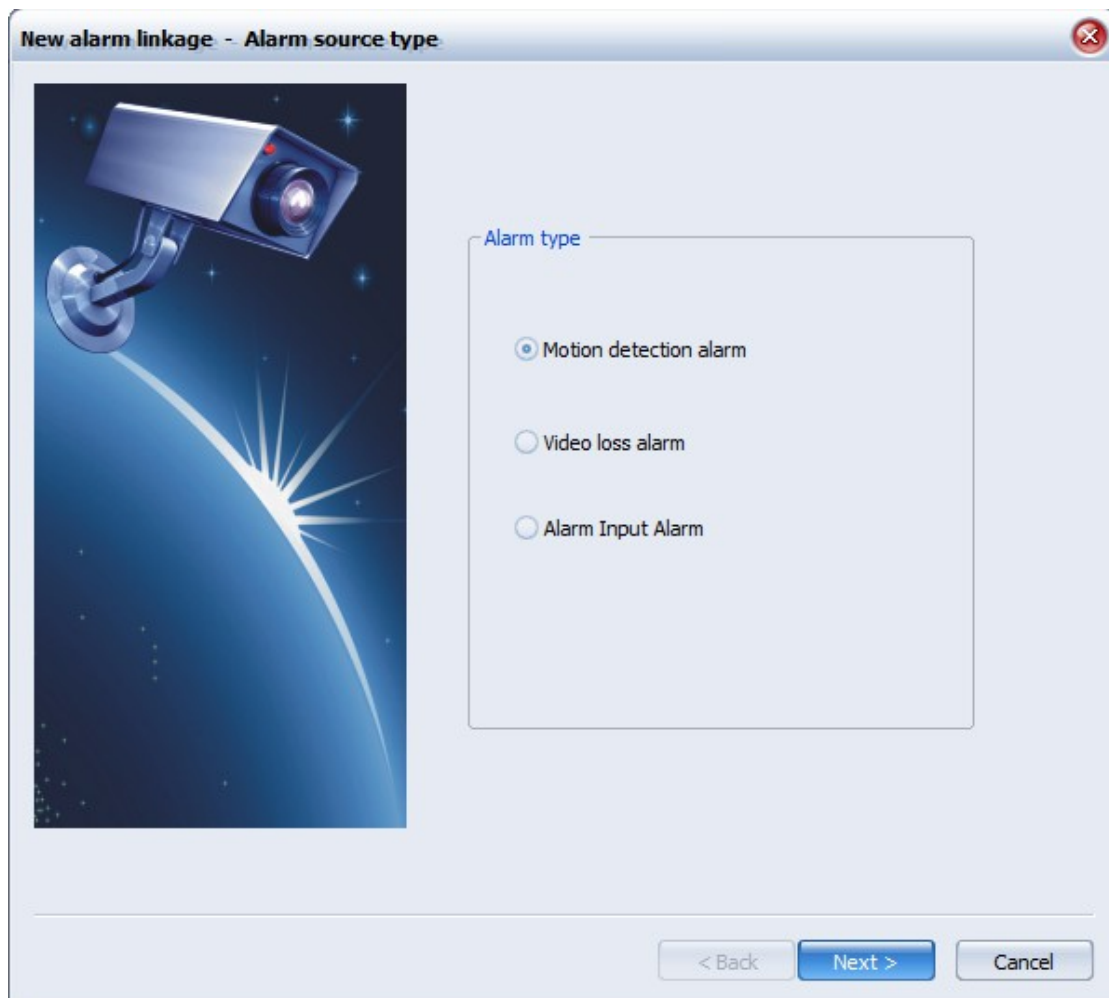 New alarm linkage - Alarm source type
Alarm type
Motion detection alarm
Video loss alarm
Alarm Input Alarm
< Back Next > Cancel